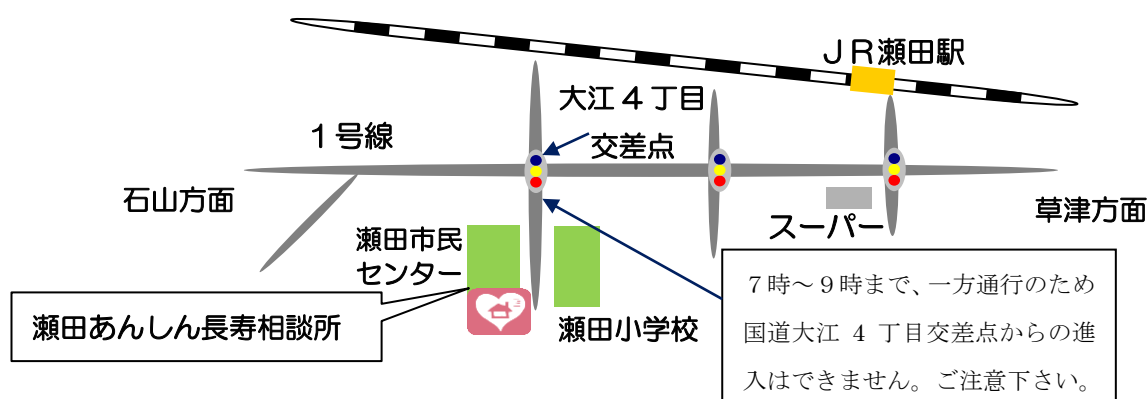 JR瀬田駅
大江4丁目
交差点
1号線
石山方面
草津方面
スーパー
瀬田市民
センター
瀬田あんしん長寿相談所
瀬田小学校
7時~9時まで、一方通行のため
国道大江 4 丁目交差点からの進
入はできません。ご注意下さい。